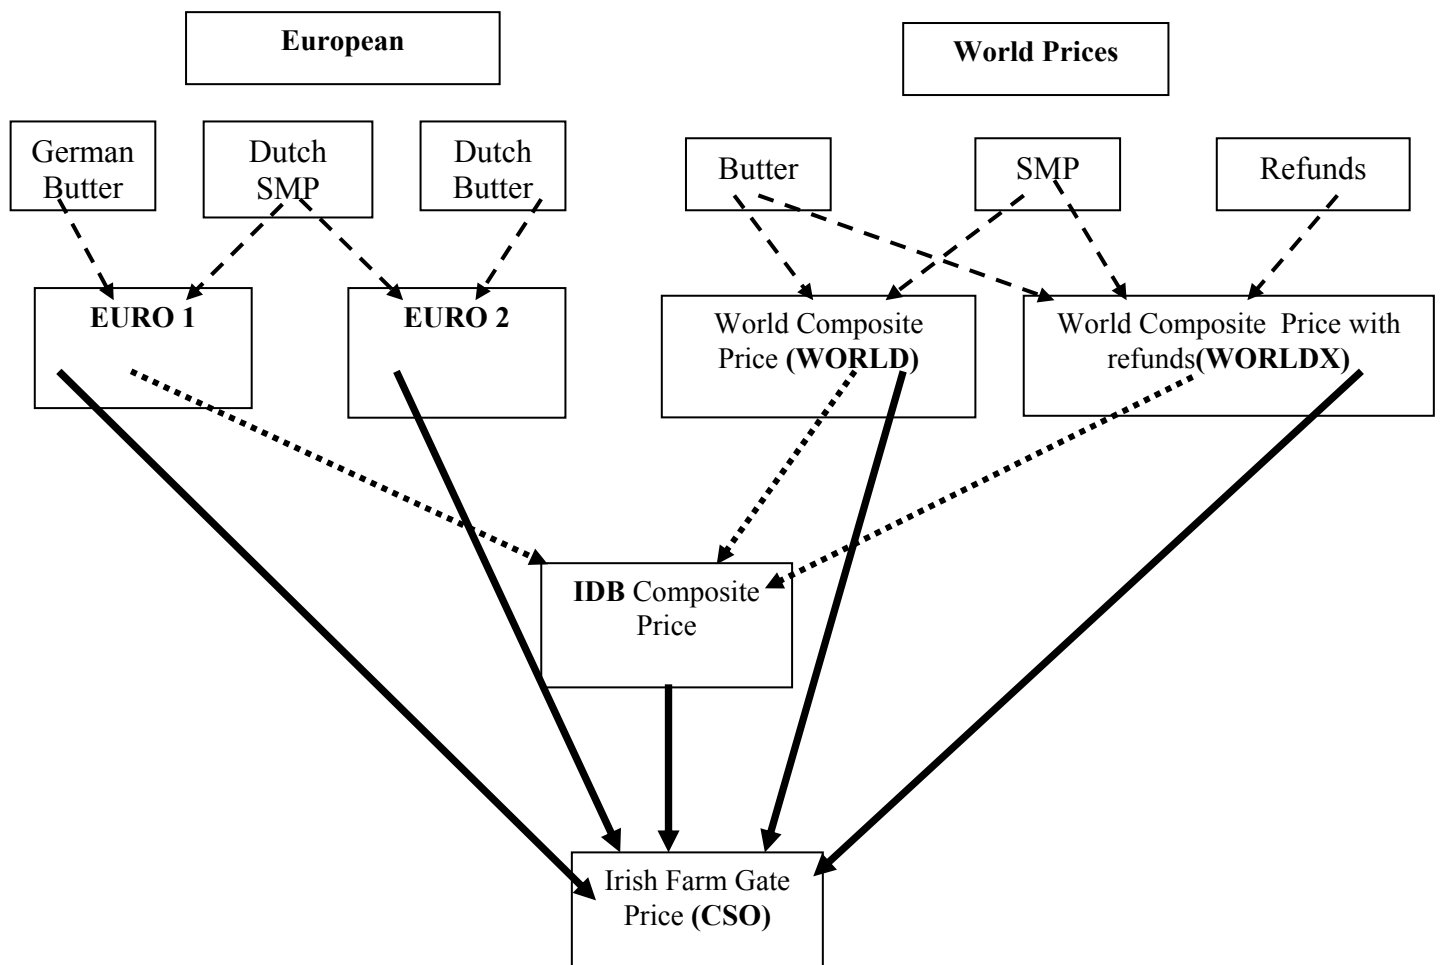 European
World Prices
German
Butter
Dutch
SMP
Dutch
Butter
Butter
SMP
Refunds
EURO 1
EURO 2
World Composite
Price (WORLD)
World Composite Price with
refunds(WORLDX)
IDB Composite
Price
Irish Farm Gate
Price (CSO)